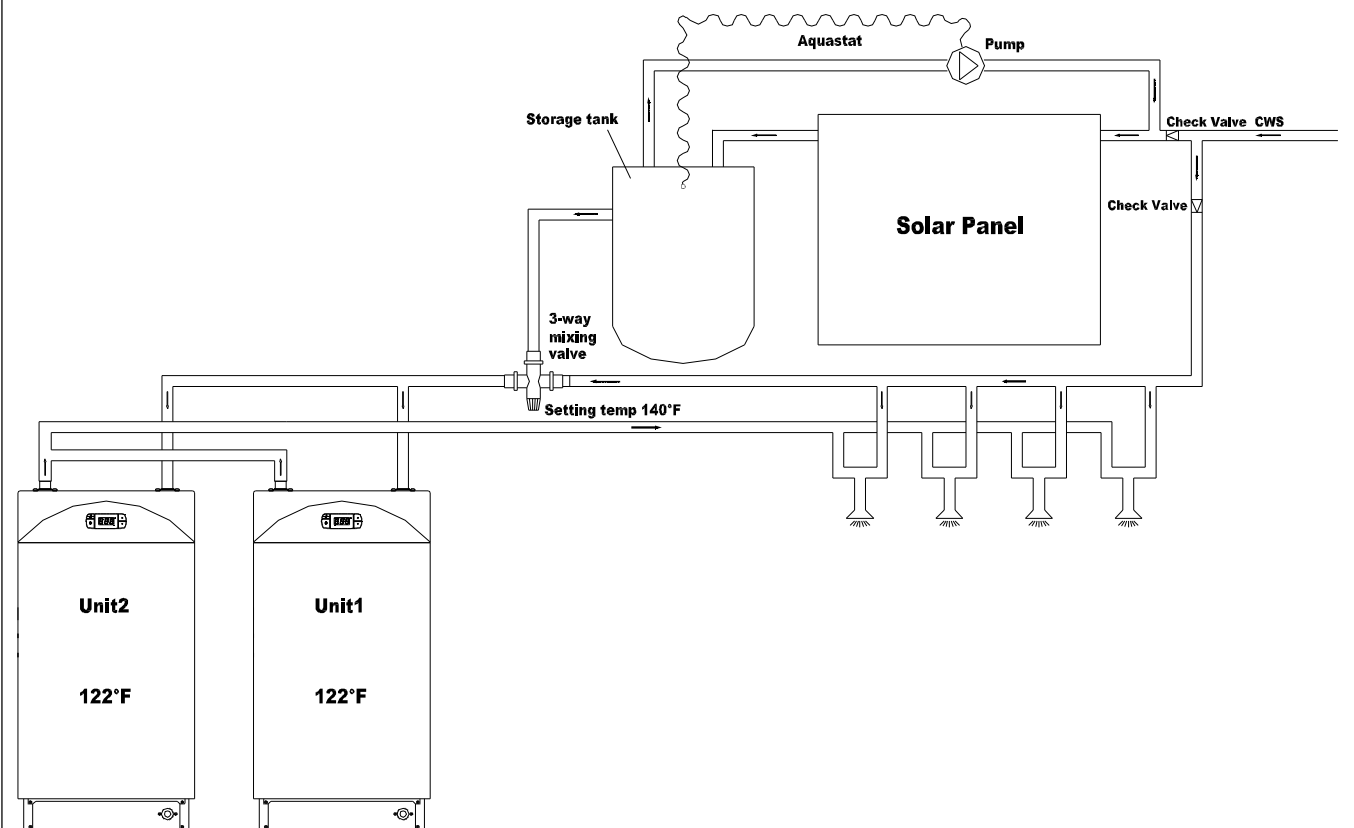 Aquastat
Pump
Storage tank
Check Valve CWS
Check Valve
Solar Panel
3-way
mixing
valve
Setting temp 140°F
Unit2
Unit1
122°F
122°F